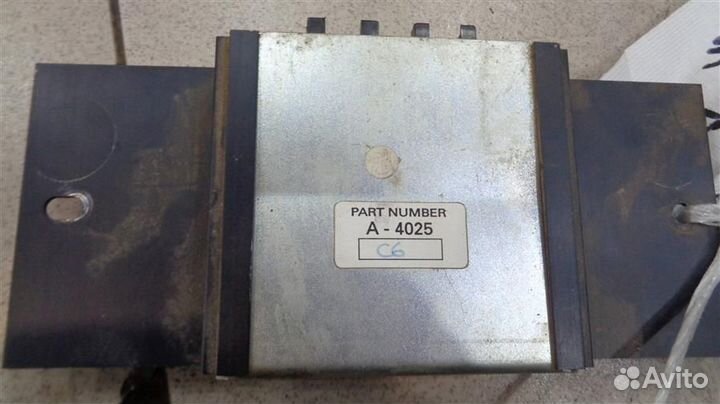 PART NUMBER
A - 4025
C6
Avito